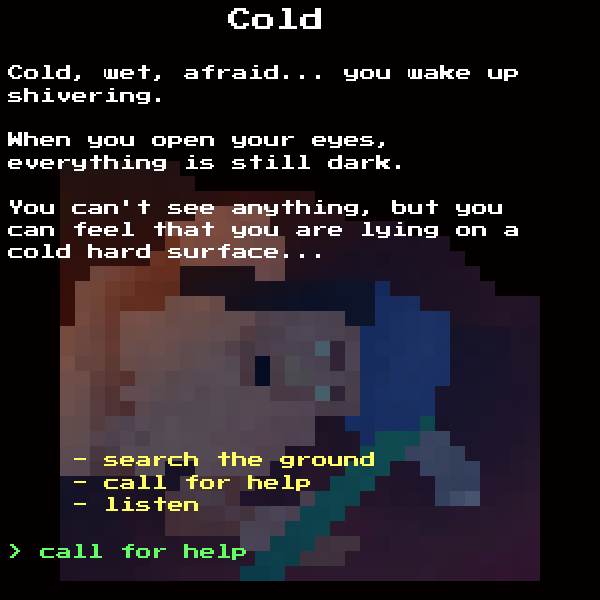 Cold
Cold, wet, afraid... you wake up
shivering.
When you open your eyes,
everything is still dark.
You can't see anything, but you
can feel that you are lying on a
cold hard surface...
- search the ground
- call for help
- listen
> call for help